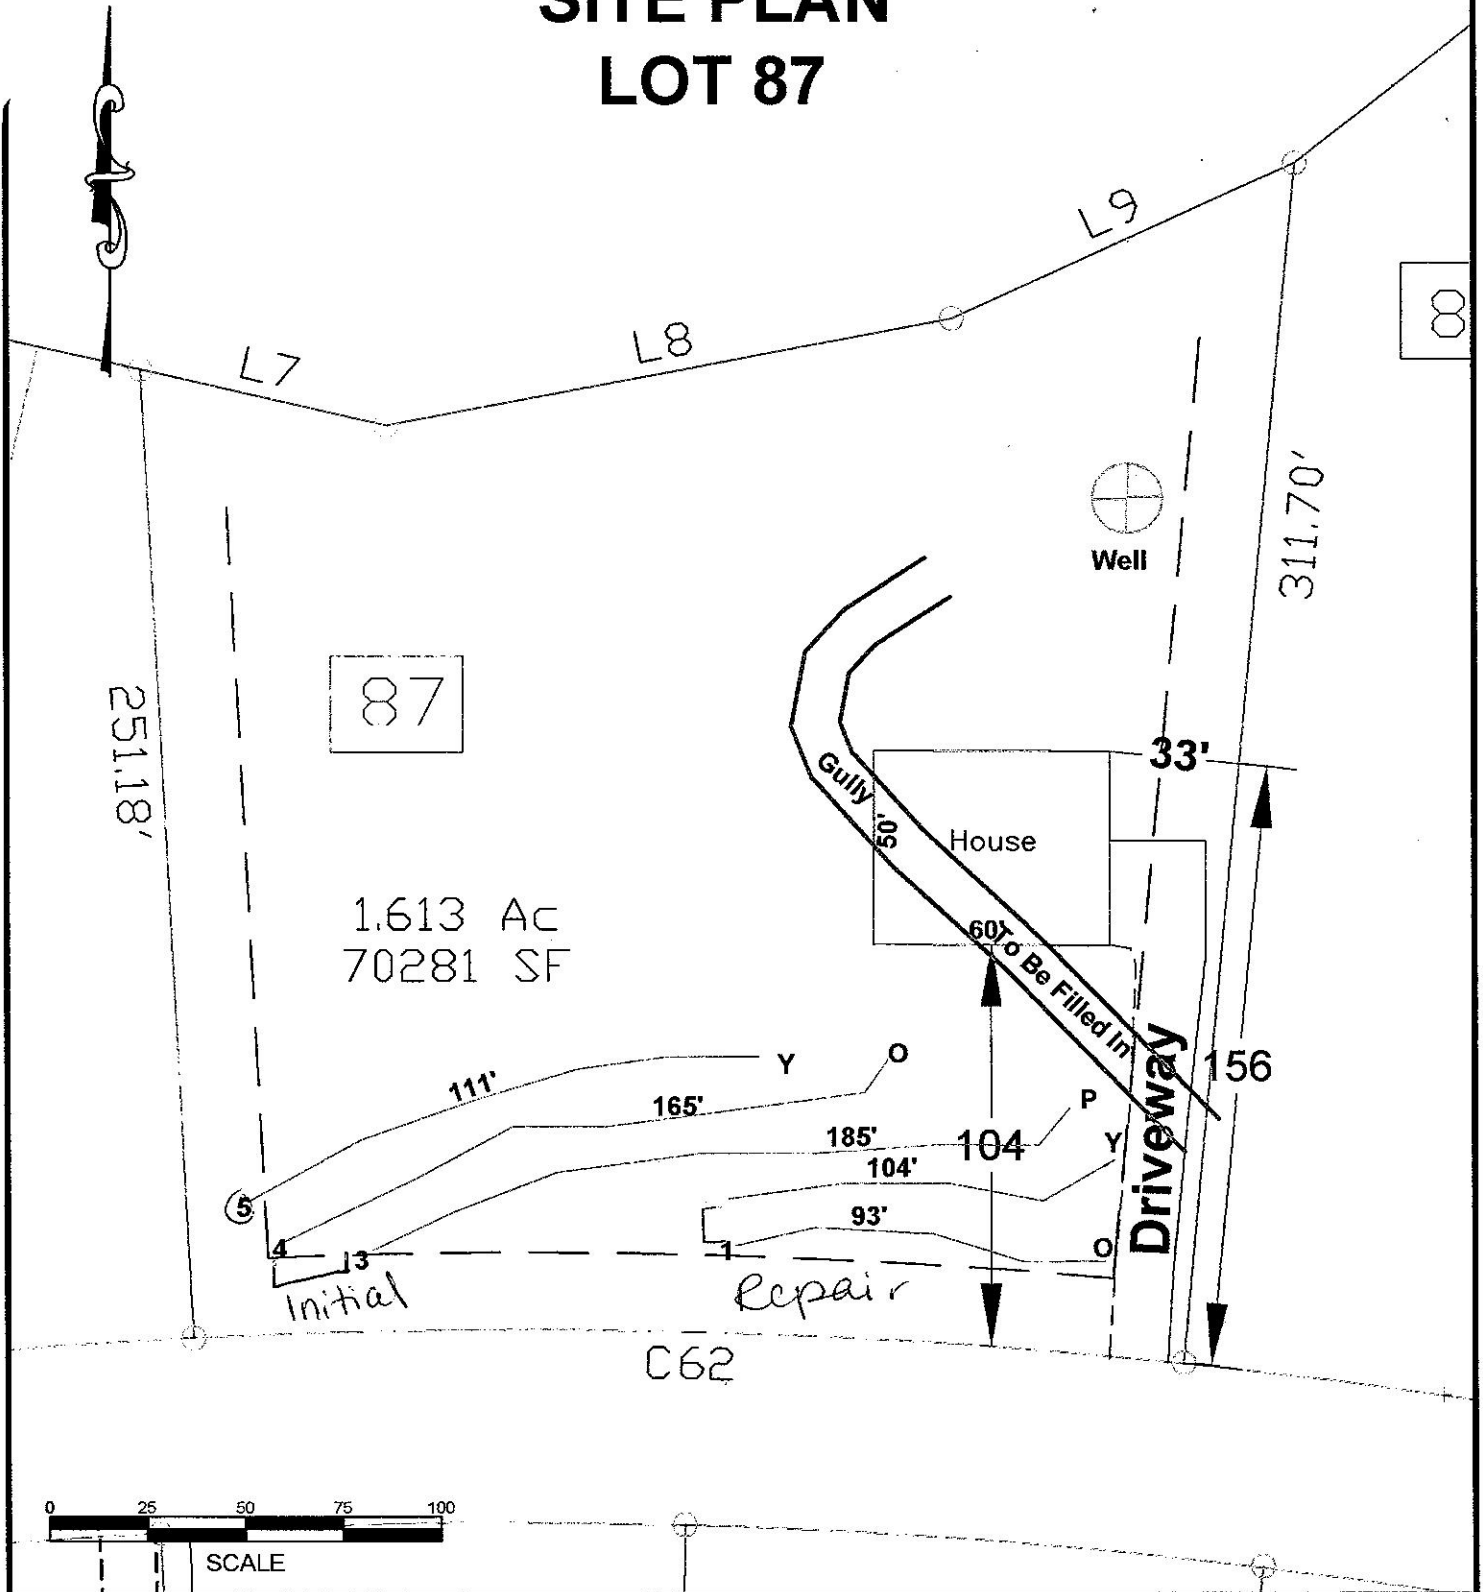 SITE PLAN
LOT 87
L9
L8
L7
8
Well
311.70'
87
251.18'
33'
Gully
50'
House
1.613 Ac
70281 SF
60'
To Be Filled In
Driveway
156
Y
O
111'
165'
P
185'
104
Y
104'
5
93'
4
3
1
O
Initial
Repair
C62
0 25 50 75 100
SCALE